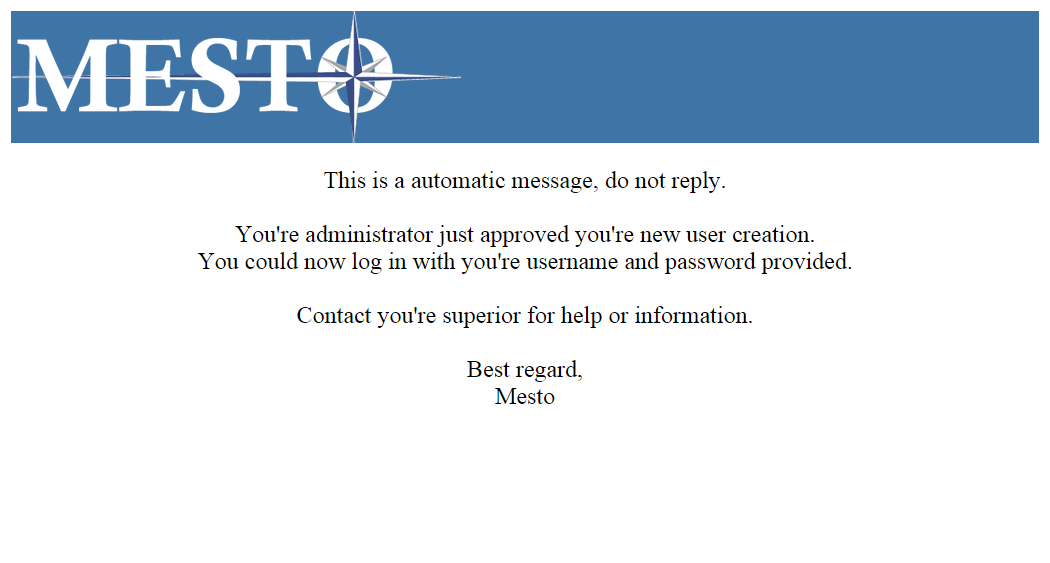 MESTO
This is a automatic message, do not reply.
You're administrator just approved you're new user creation.
You could now log in with you're username and password provided.
Contact you're superior for help or information.
Best regard,
Mesto